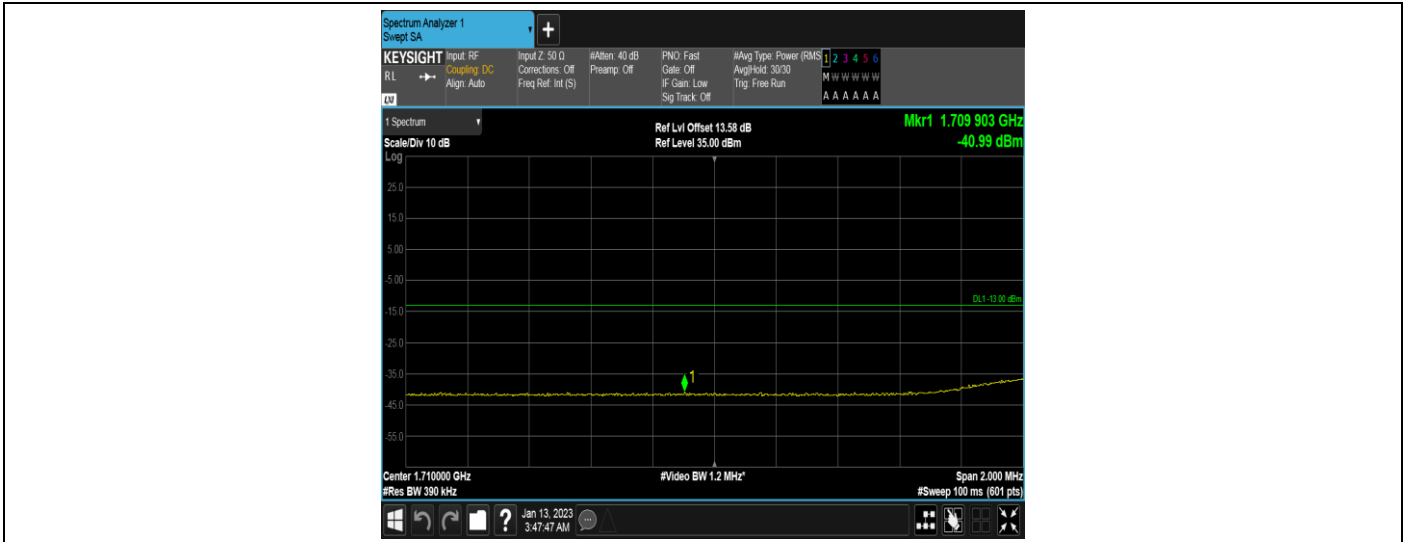 Spectrum Analyzer 1
Swept SA
+
KEYSIGHT
RL
LXI
Input: RF
Coupling: DC
Align: Auto
Input Z: 50 Ω
Corrections: Off
Freq Ref: Int (S)
#Atten: 40 dB
Preamp: Off
PNO: Fast
Gate: Off
IF Gain: Low
Sig Track: Off
#Avg Type: Power (RMS
Avg|Hold: 30/30
Trig: Free Run
1 2 3 4 5 6
M W W W W W
A A A A A A
1 Spectrum
Scale/Div 10 dB
Ref Lvl Offset 13.58 dB
Ref Level 35.00 dBm
Mkr1 1.709 903 GHz
-40.99 dBm
Log
25.0
15.0
5.00
-5.00
DL1 -13.00 dBm
-15.0
-25.0
-35.0
1
-45.0
-55.0
Center 1.710000 GHz
#Res BW 390 kHz
#Video BW 1.2 MHz*
Span 2.000 MHz
#Sweep 100 ms (601 pts)
?
Jan 13, 2023
3:47:47 AM